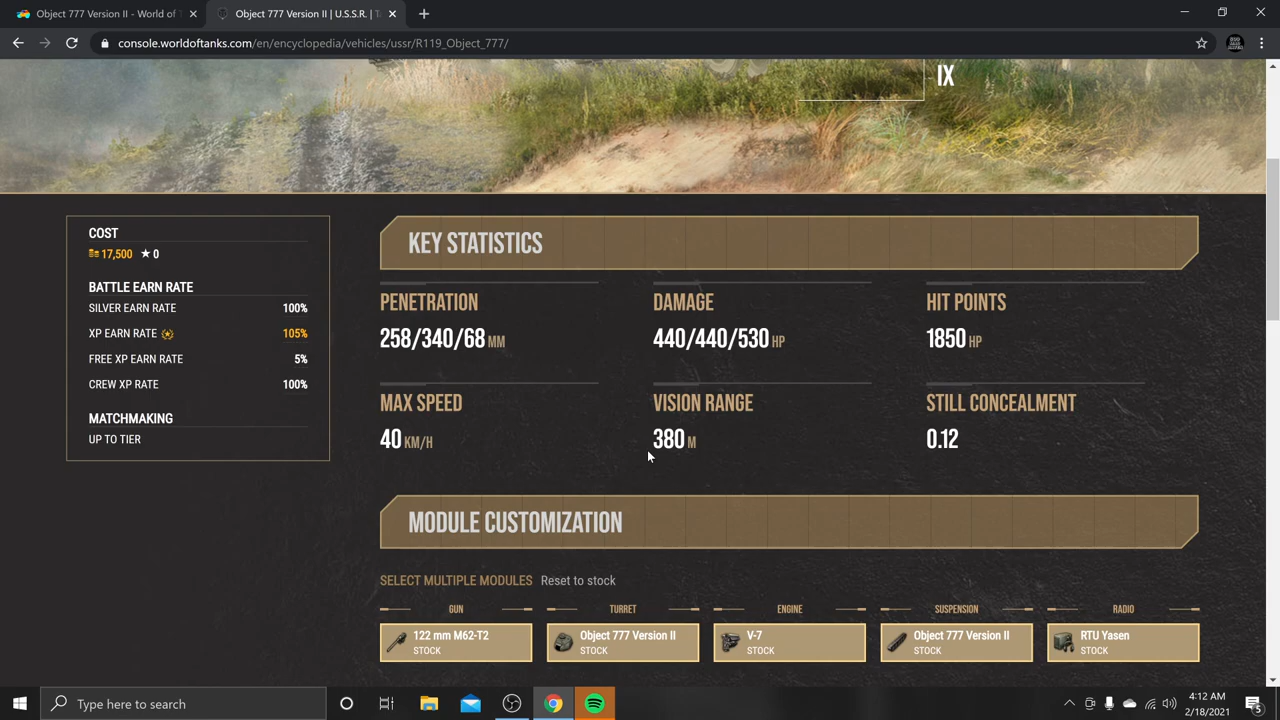 Object 777 Version II - World of T
Object 777 Version II | U.S.S.R. | T
console.worldoftanks.com/en/encyclopedia/vehicles/ussr/R119_Object_777/
IX
COST
17,500 ★ 0
BATTLE EARN RATE
SILVER EARN RATE 100%
XP EARN RATE 105%
FREE XP EARN RATE 5%
CREW XP RATE 100%
MATCHMAKING
UP TO TIER
KEY STATISTICS
PENETRATION DAMAGE HIT POINTS
258/340/68 MM 440/440/530 HP 1850 HP
MAX SPEED VISION RANGE STILL CONCEALMENT
40 KM/H 380 M 0.12
MODULE CUSTOMIZATION
SELECT MULTIPLE MODULES Reset to stock
GUN TURRET ENGINE SUSPENSION RADIO
122 mm M62-T2 Object 777 Version II V-7 Object 777 Version II RTU Yasen
STOCK STOCK STOCK STOCK STOCK
Type here to search
4:12 AM
2/18/2021
5